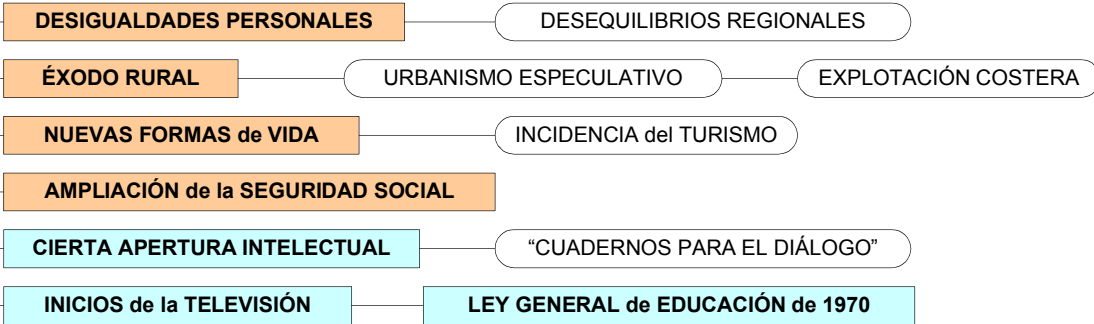 DESIGUALDADES PERSONALES DESEQUILIBRIOS REGIONALES
ÉXODO RURAL URBANISMO ESPECULATIVO EXPLOTACIÓN COSTERA
NUEVAS FORMAS de VIDA INCIDENCIA del TURISMO
AMPLIACIÓN de la SEGURIDAD SOCIAL
CIERTA APERTURA INTELECTUAL “CUADERNOS PARA EL DIÁLOGO”
INICIOS de la TELEVISIÓN LEY GENERAL de EDUCACIÓN de 1970